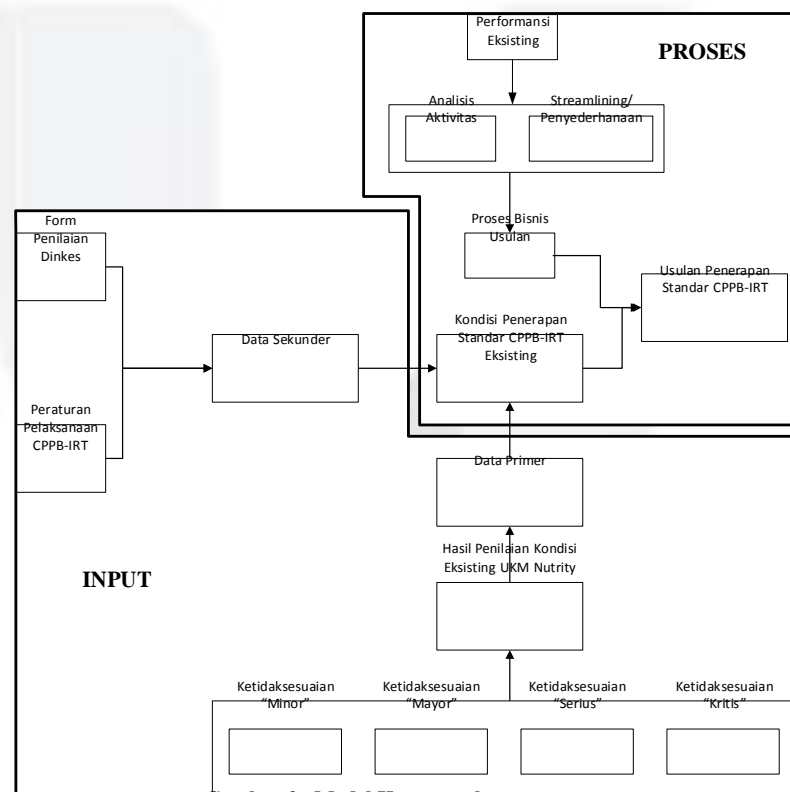 Performansi
Eksisting
PROSES
Analisis
Aktivitas
Streamlining/
Penyederhanaan
Form
Penilaian
Dinkes
Proses Bisnis
Usulan
Usulan Penerapan
Standar CPPB-IRT
Kondisi Penerapan
Standar CPPB-IRT
Eksisting
Data Sekunder
Peraturan
Pelaksanaan
CPPB-IRT
Data Primer
Hasil Penilaian Kondisi
Eksisting UKM Nutrity
INPUT
Ketidaksesuaian
“Minor”
Ketidaksesuaian
“Mayor”
Ketidaksesuaian
“Serius”
Ketidaksesuaian
“Kritis”